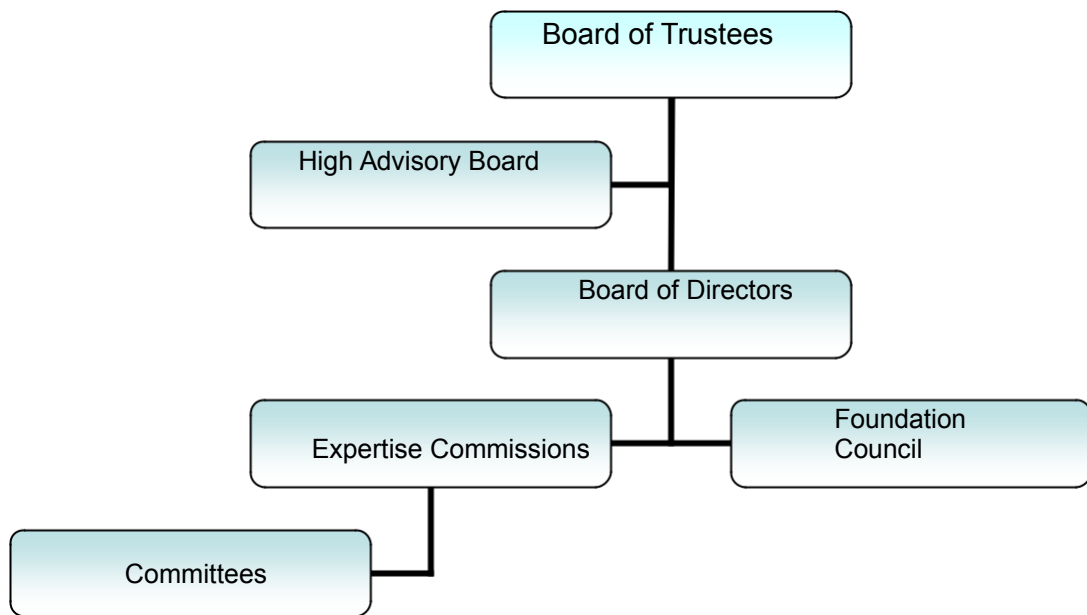 Board of Trustees
High Advisory Board
Board of Directors
Expertise Commissions
Foundation
Council
Committees